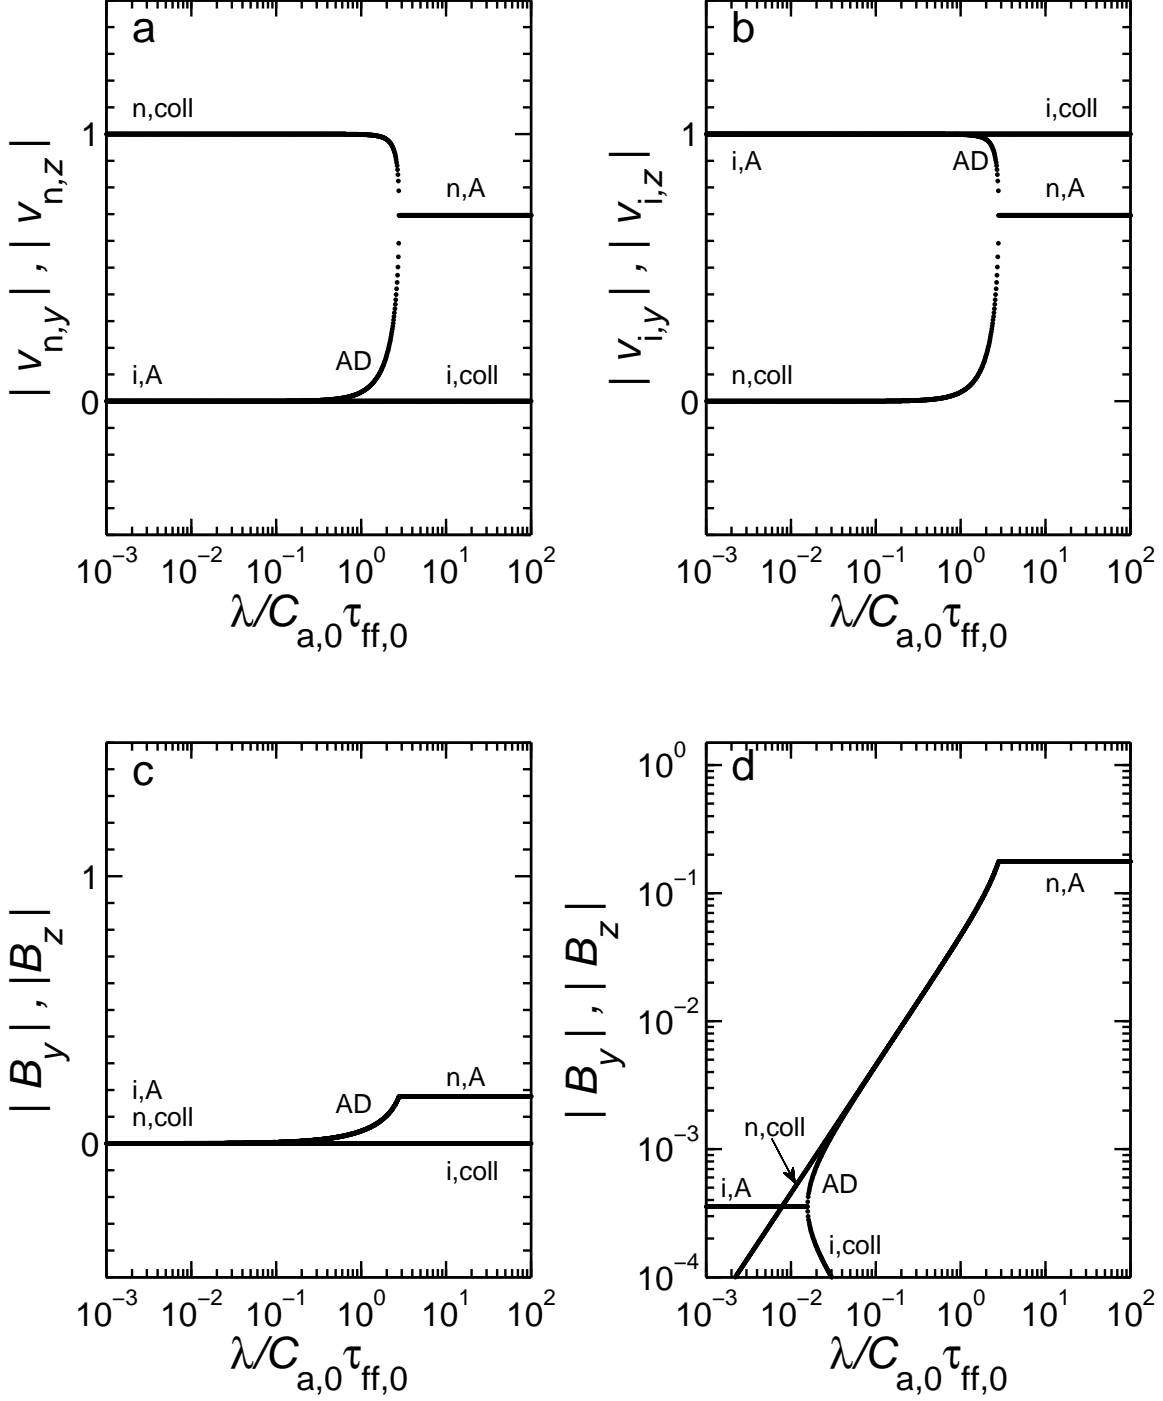 a
n,coll
n,A
AD
i,A
i,coll
1
0
| v_n,y | , | v_n,z |
10^−3 10^−2 10^−1 10^0 10^1 10^2
λ/C_a,0 τ_ff,0
b
i,coll
i,A
AD
n,A
n,coll
1
0
| v_i,y | , | v_i,z |
10^−3 10^−2 10^−1 10^0 10^1 10^2
λ/C_a,0 τ_ff,0
c
i,A
n,coll
AD
n,A
i,coll
1
0
| B_y | , |B_z |
10^−3 10^−2 10^−1 10^0 10^1 10^2
λ/C_a,0 τ_ff,0
d
n,A
n,coll
i,A
AD
i,coll
10^0
10^−1
10^−2
10^−3
10^−4
| B_y | , | B_z |
10^−3 10^−2 10^−1 10^0 10^1 10^2
λ/C_a,0 τ_ff,0